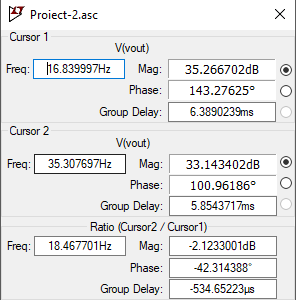 Proiect-2.asc
Cursor 1
V(vout)
Freq: 16.839997Hz Mag: 35.266702dB
Phase: 143.27625°
Group Delay: 6.3890239ms
Cursor 2
V(vout)
Freq: 35.307697Hz Mag: 33.143402dB
Phase: 100.96186°
Group Delay: 5.8543717ms
Ratio (Cursor2 / Cursor1)
Freq: 18.467701Hz Mag: -2.1233001dB
Phase: -42.314388°
Group Delay: -534.65223µs